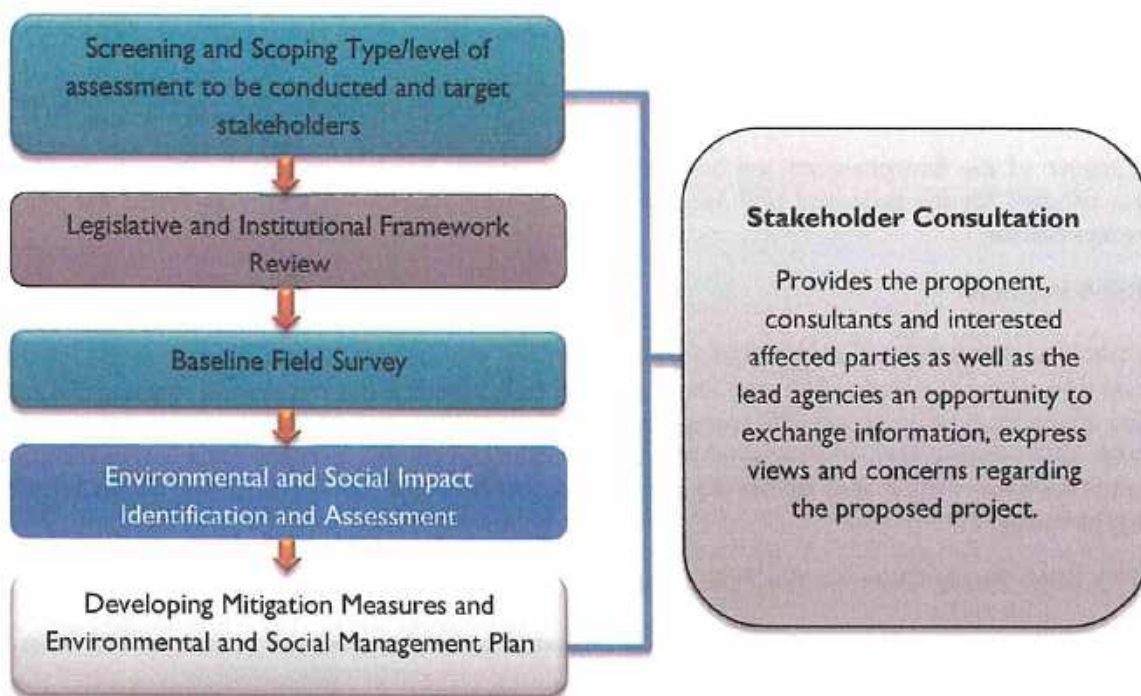 Screening and Scoping Type/level of
assessment to be conducted and target
stakeholders
Legislative and Institutional Framework
Review
Baseline Field Survey
Environmental and Social Impact
Identification and Assessment
Developing Mitigation Measures and
Environmental and Social Management Plan
Stakeholder Consultation
Provides the proponent,
consultants and interested
affected parties as well as the
lead agencies an opportunity to
exchange information, express
views and concerns regarding
the proposed project.